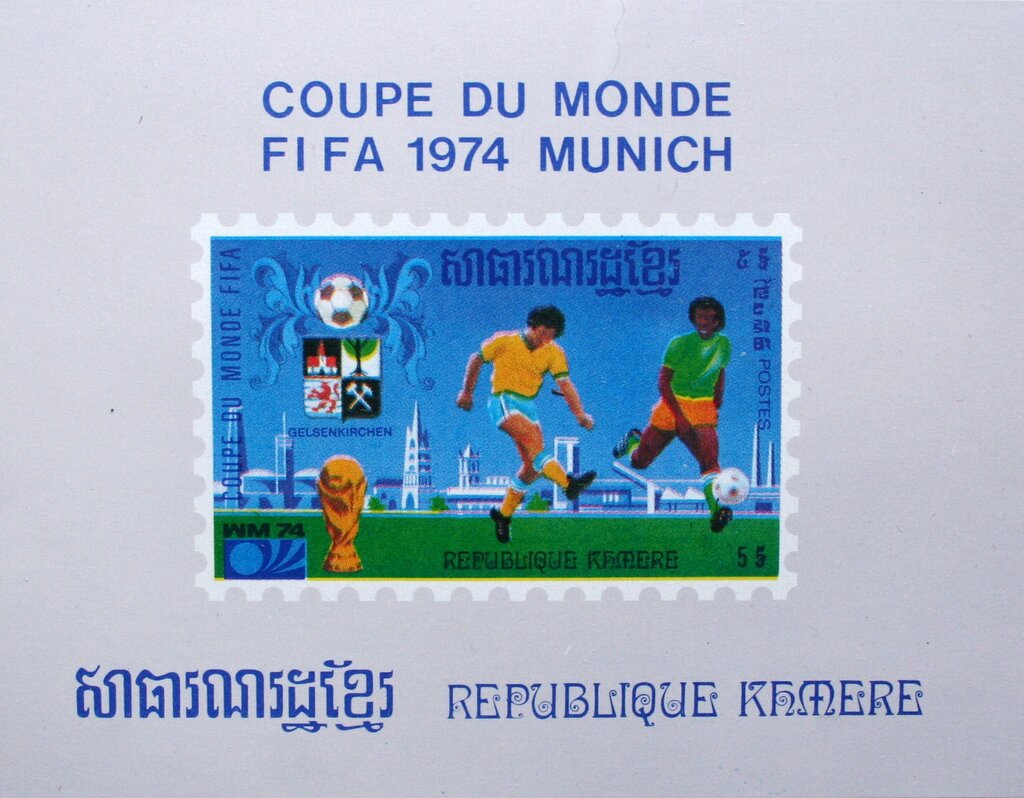 COUPE DU MONDE
FIFA 1974 MUNICH
COUPE DU MONDE FIFA
សាធារណរដ្ឋខ្មែរ
POSTES
GELSENKIRCHEN
WM 74
REPUBLIQUE KHMERE
5
សាធារណរដ្ឋខ្មែរ
REPUBLIQUE KHMERE